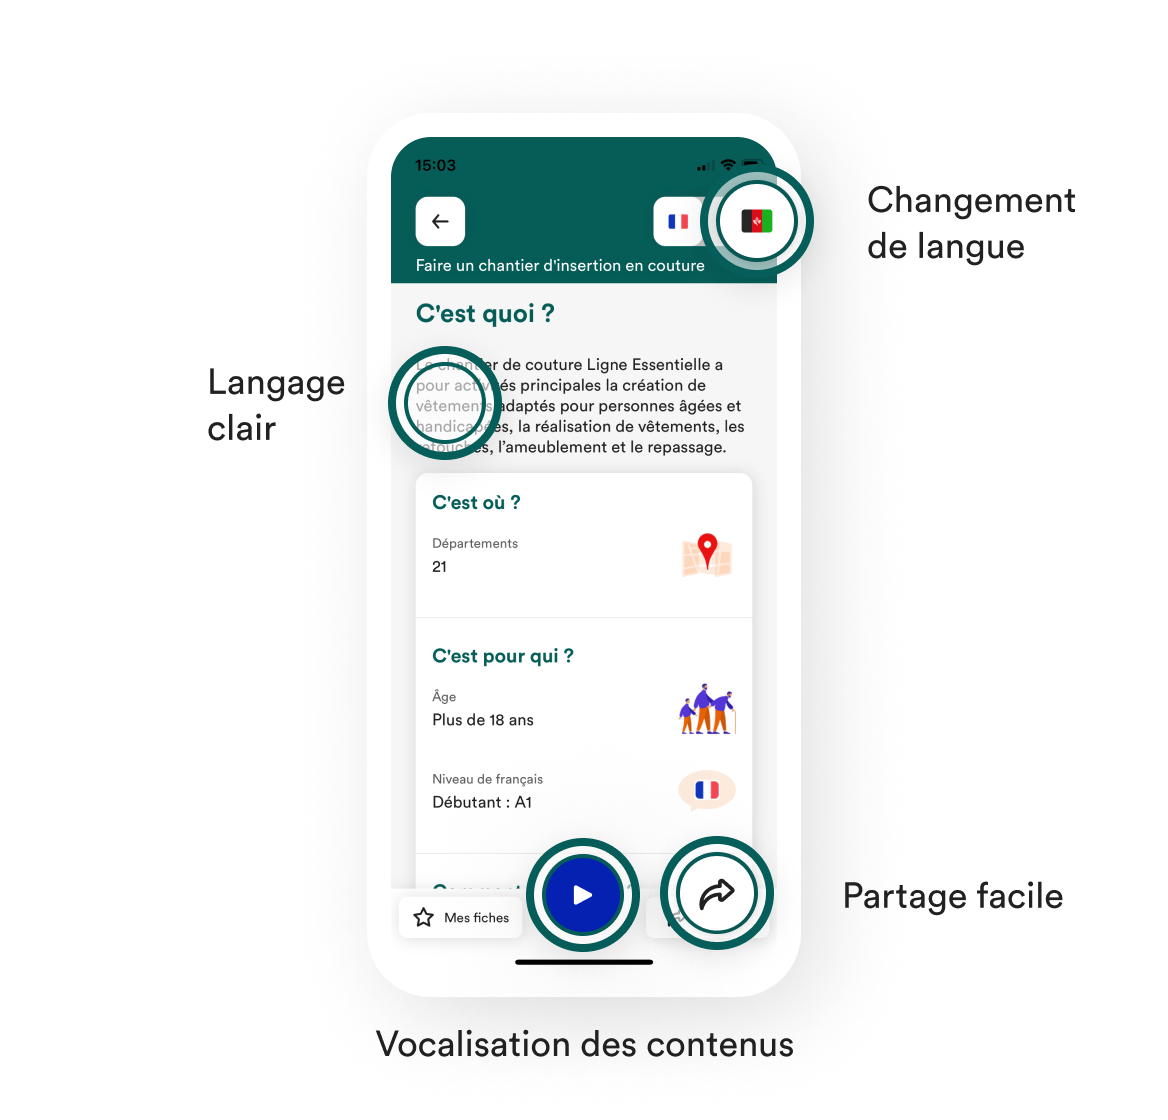 15:03
Changement
de langue
Faire un chantier d'insertion en couture
C'est quoi ?
Langage
clair
Le chantier de couture Ligne Essentielle a
pour activités principales la création de
vêtements adaptés pour personnes âgées et
handicapées, la réalisation de vêtements, les
retouches, l'ameublement et le repassage.
C'est où ?
Départements
21
C'est pour qui ?
Âge
Plus de 18 ans
Niveau de français
Débutant : A1
Mes fiches
Partage facile
Vocalisation des contenus